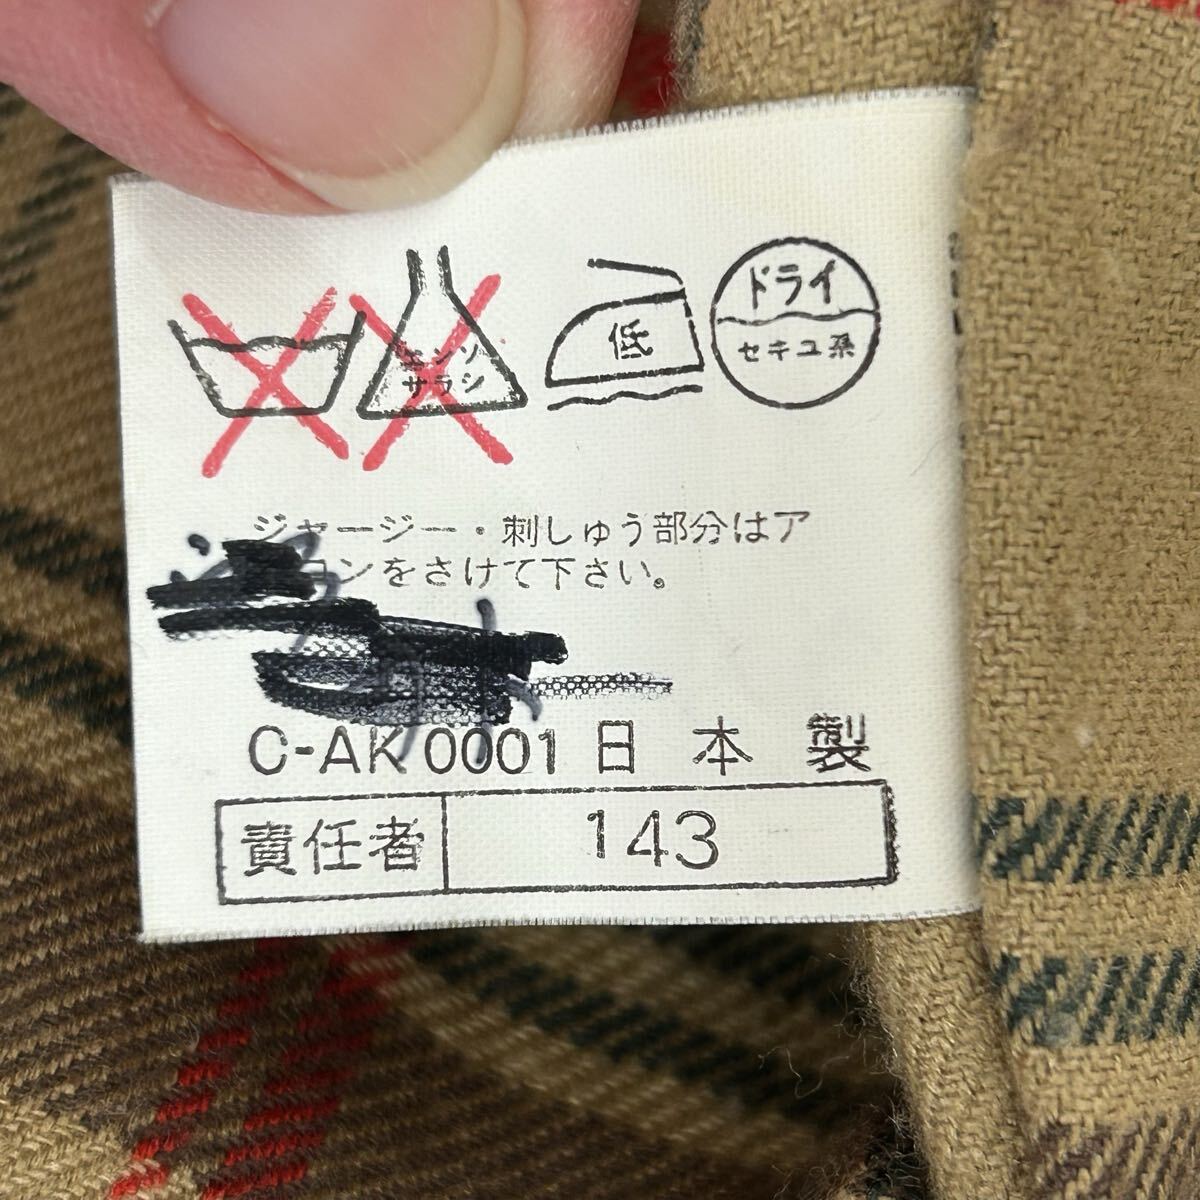 エンソ
サラシ
低
ドライ
セキユ系
ジャージー・刺しゅう部分はア
ロンをさけて下さい。
C-AK 0001 日本製
責任者 143